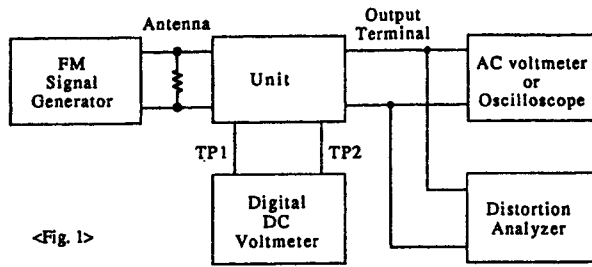 Antenna
Output
Terminal
FM
Signal
Generator
Unit
AC voltmeter
or
Oscilloscope
TP1
TP2
Digital
DC
Voltmeter
Distortion
Analyzer
<Fig. 1>